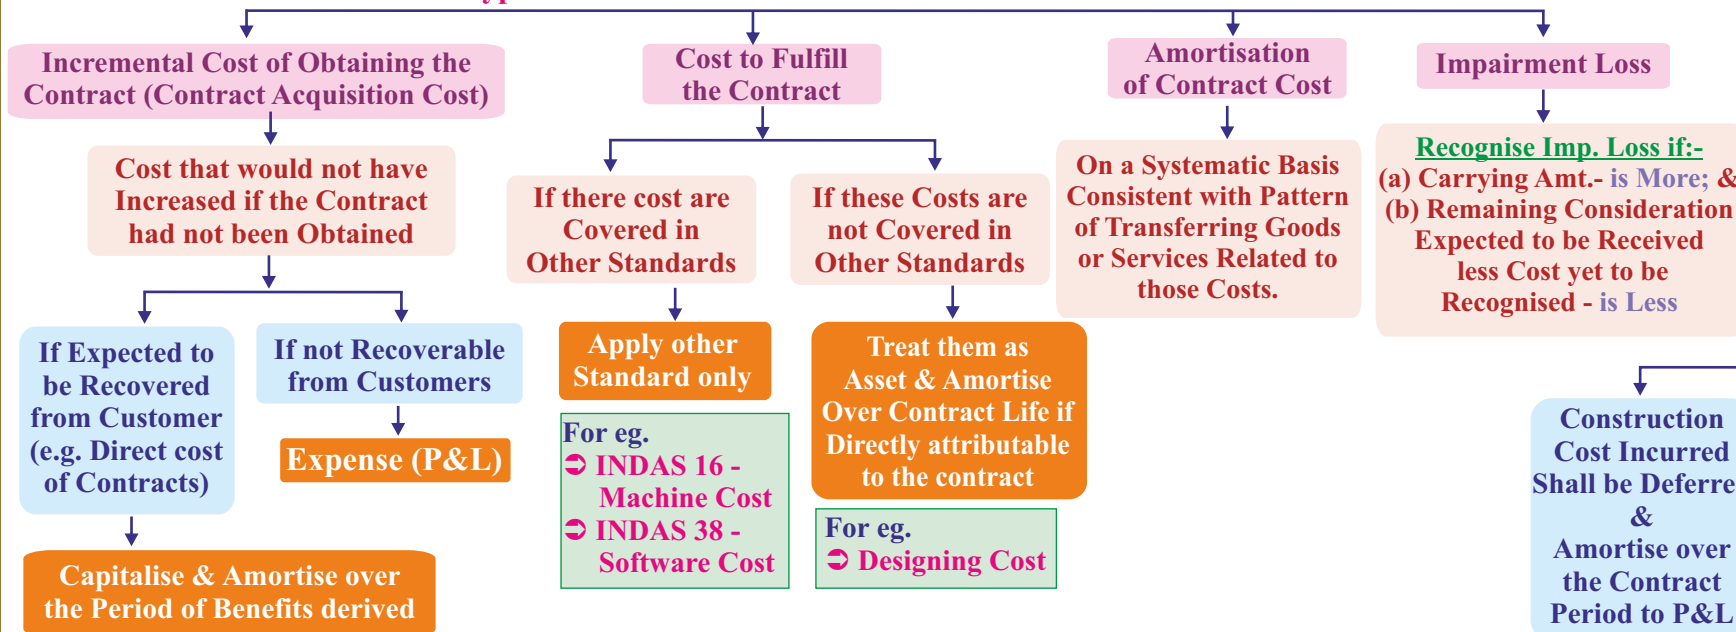 Incremental Cost of Obtaining the
Contract (Contract Acquisition Cost)
Cost that would not have
Increased if the Contract
had not been Obtained
If Expected to
be Recovered
from Customer
(e.g. Direct cost
of Contracts)
Capitalise & Amortise over
the Period of Benefits derived
If not Recoverable
from Customers
Expense (P&L)
Cost to Fulfill
the Contract
If there cost are
Covered in
Other Standards
Apply other
Standard only
For eg.
➲ INDAS 16 -
Machine Cost
➲ INDAS 38 -
Software Cost
If these Costs are
not Covered in
Other Standards
Treat them as
Asset & Amortise
Over Contract Life if
Directly attributable
to the contract
For eg.
➲ Designing Cost
Amortisation
of Contract Cost
On a Systematic Basis
Consistent with Pattern
of Transferring Goods
or Services Related to
those Costs.
Impairment Loss
Recognise Imp. Loss if:-
(a) Carrying Amt.- is More; &
(b) Remaining Consideration
Expected to be Received
less Cost yet to be
Recognised - is Less
Construction
Cost Incurred
Shall be Deferre
&
Amortise over
the Contract
Period to P&L